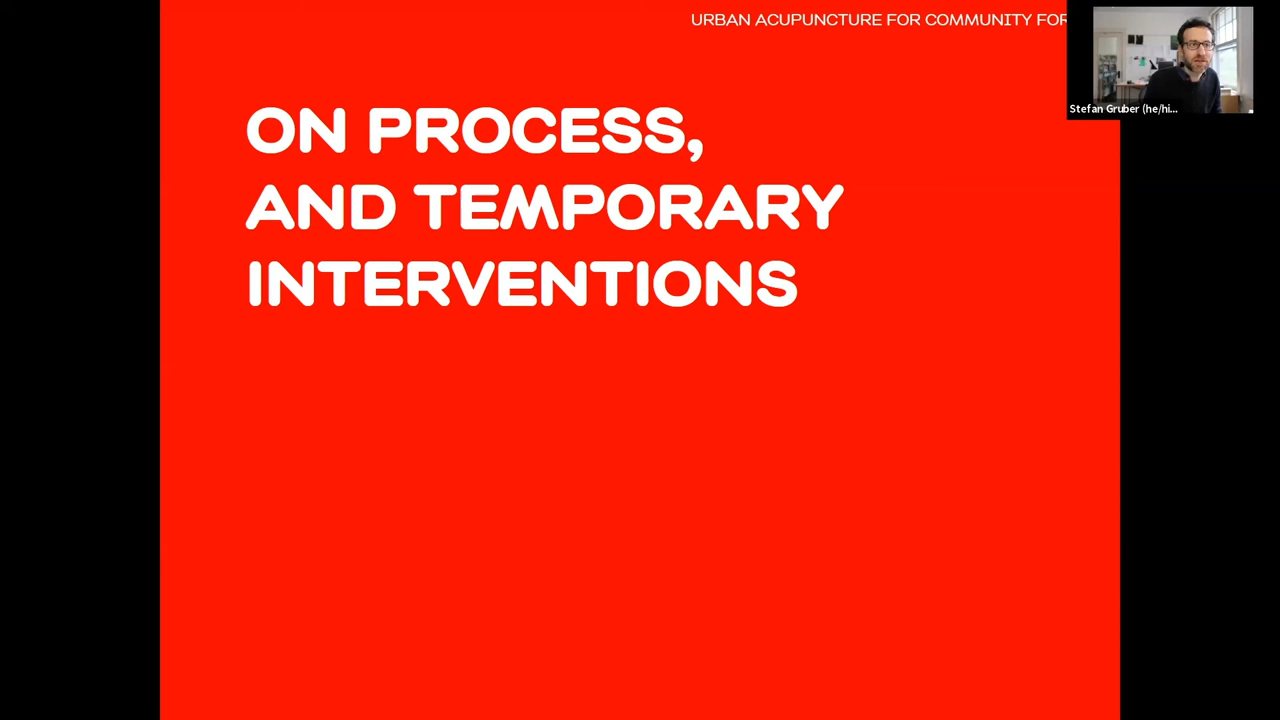 URBAN ACUPUNCTURE FOR COMMUNITY FOR
Stefan Gruber (he/hi...
ON PROCESS,
AND TEMPORARY
INTERVENTIONS